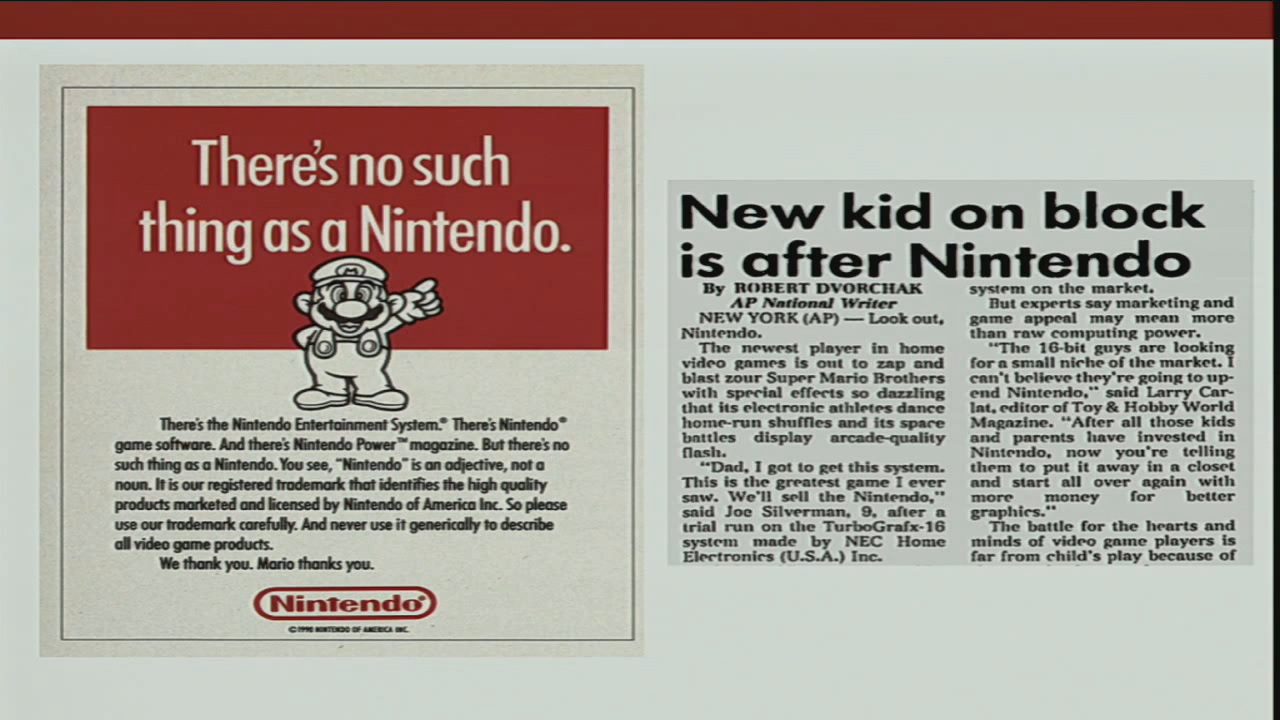 There's no such
thing as a Nintendo.
There's the Nintendo Entertainment System.® There's Nintendo®
game software. And there's Nintendo Power™ magazine. But there's no
such thing as a Nintendo. You see, "Nintendo" is an adjective, not a
noun. It is our registered trademark that identifies the high quality
products marketed and licensed by Nintendo of America Inc. So please
use our trademark carefully. And never use it generically to describe
all video game products.
We thank you. Mario thanks you.
Nintendo®
©1990 NINTENDO OF AMERICA INC.
New kid on block
is after Nintendo
By ROBERT DVORCHAK
AP National Writer
NEW YORK (AP) — Look out,
Nintendo.
The newest player in home
video games is out to zap and
blast zour Super Mario Brothers
with special effects so dazzling
that its electronic athletes dance
home-run shuffles and its space
battles display arcade-quality
flash.
"Dad, I got to get this system.
This is the greatest game I ever
saw. We'll sell the Nintendo,"
said Joe Silverman, 9, after a
trial run on the TurboGrafx-16
system made by NEC Home
Electronics (U.S.A.) Inc.
system on the market.
But experts say marketing and
game appeal may mean more
than raw computing power.
"The 16-bit guys are looking
for a small niche of the market. I
can't believe they're going to up-
end Nintendo," said Larry Car-
lat, editor of Toy & Hobby World
Magazine. "After all those kids
and parents have invested in
Nintendo, now you're telling
them to put it away in a closet
and start all over again with
more money for better
graphics."
The battle for the hearts and
minds of video game players is
far from child's play because of